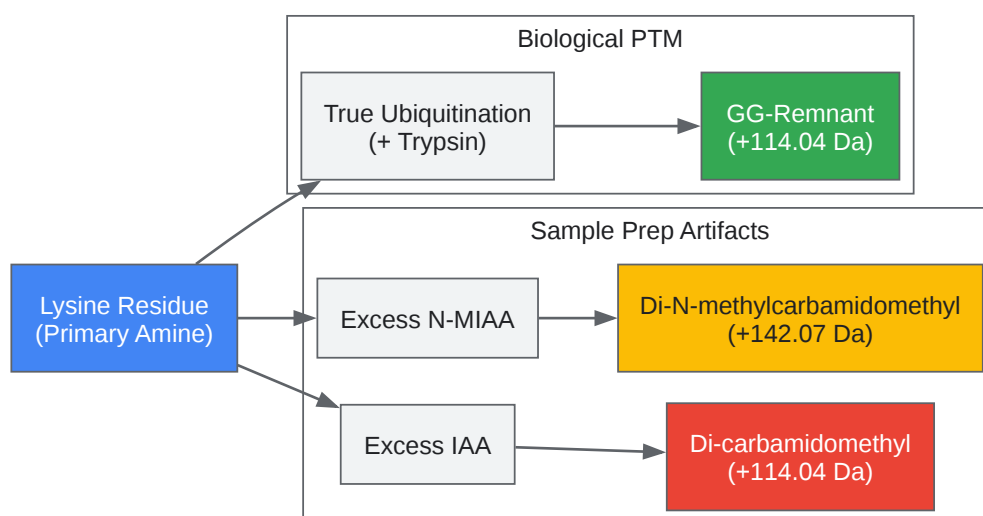 Biological PTM
True Ubiquitination
(+ Trypsin)
GG-Remnant
(+114.04 Da)
Sample Prep Artifacts
Lysine Residue
(Primary Amine)
Excess N-MIAA
Di-N-methylcarbamidomethyl
(+142.07 Da)
Excess IAA
Di-carbamidomethyl
(+114.04 Da)